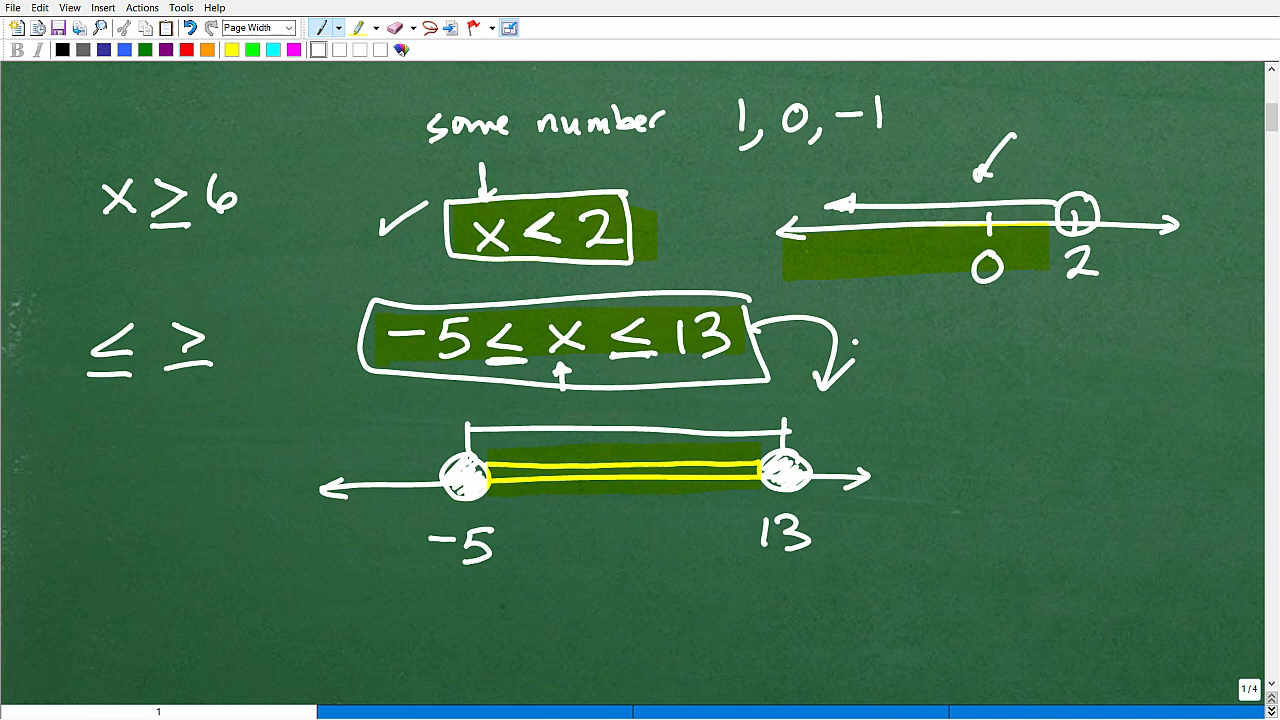 File Edit View Insert Actions Tools Help
Page Width
B I
some number 1, 0, -1
x ≥ 6
x < 2
0 2
-5 ≤ x ≤ 13
≤ ≥
-5 13
1/4
1